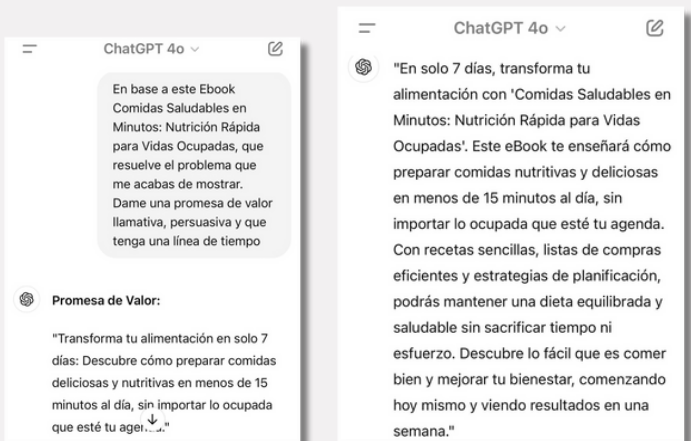 ChatGPT 4o
En base a este Ebook
Comidas Saludables en
Minutos: Nutrición Rápida
para Vidas Ocupadas, que
resuelve el problema que
me acabas de mostrar.
Dame una promesa de valor
llamativa, persuasiva y que
tenga una línea de tiempo
Promesa de Valor:
"Transforma tu alimentación en solo 7
días: Descubre cómo preparar comidas
deliciosas y nutritivas en menos de 15
minutos al día, sin importar lo ocupada
que esté tu
ChatGPT 4o
"En solo 7 días, transforma tu
alimentación con 'Comidas Saludables en
Minutos: Nutrición Rápida para Vidas
Ocupadas'. Este eBook te enseñará cómo
preparar comidas nutritivas y deliciosas
en menos de 15 minutos al día, sin
importar lo ocupada que esté tu agenda.
Con recetas sencillas, listas de compras
eficientes y estrategias de planificación,
podrás mantener una dieta equilibrada y
saludable sin sacrificar tiempo ni
esfuerzo. Descubre lo fácil que es comer
bien y mejorar tu bienestar, comenzando
hoy mismo y viendo resultados en una
semana."